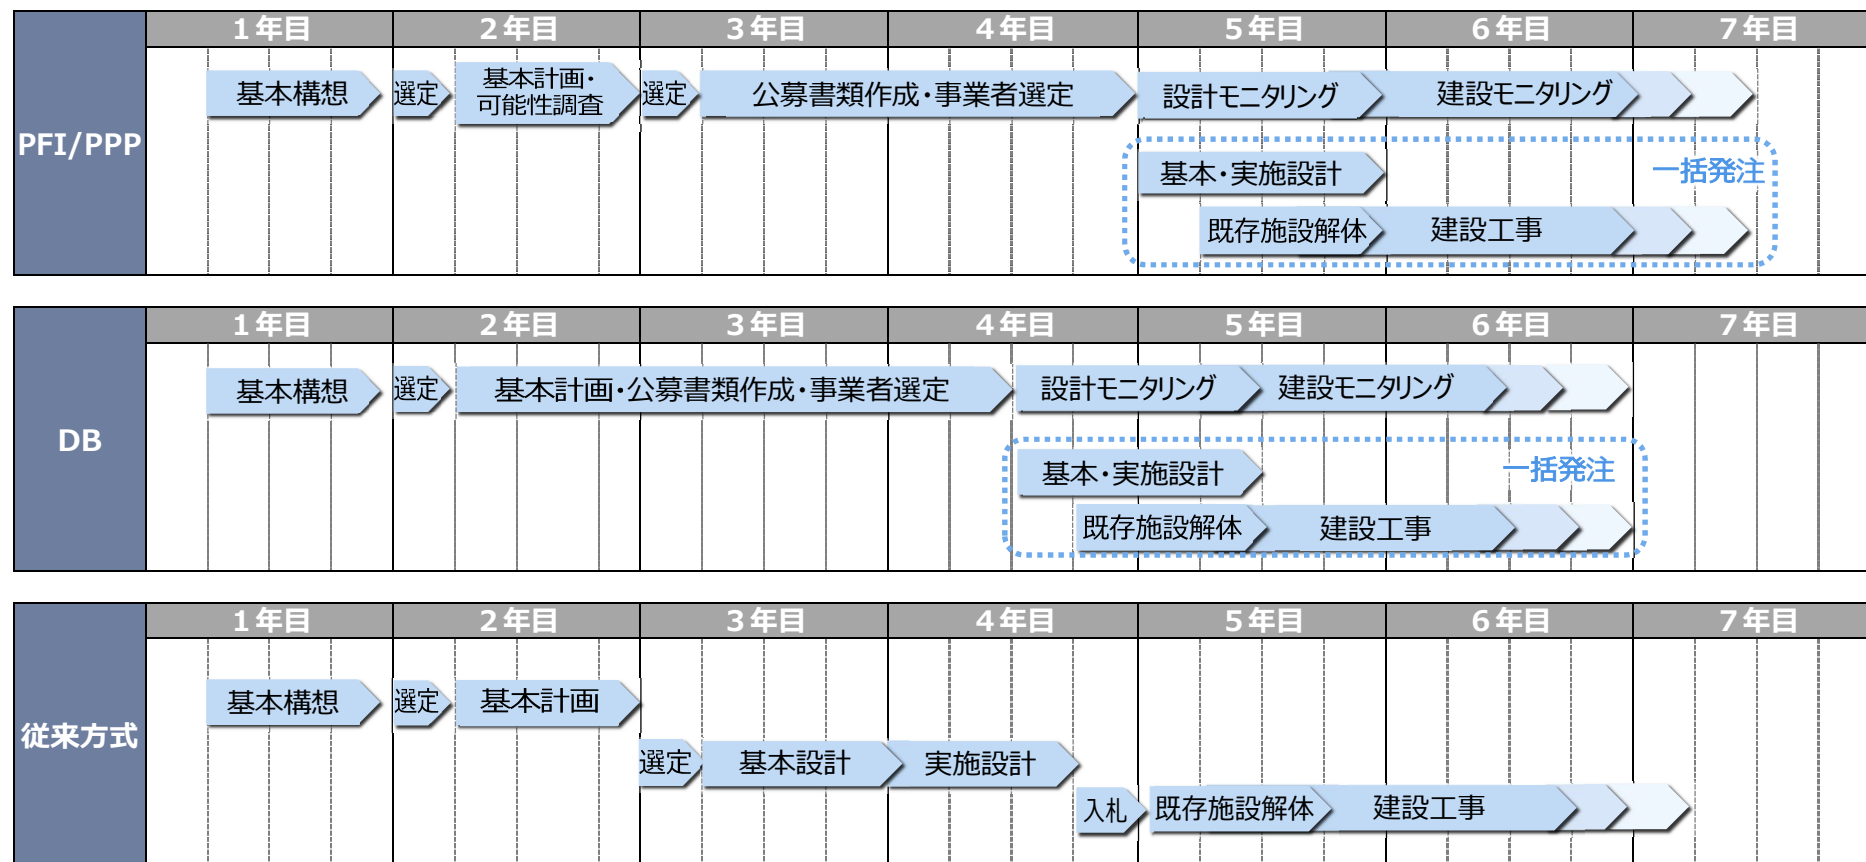 1年目 2年目 3年目 4年目 5年目 6年目 7年目
PFI/PPP
基本構想
選定
基本計画・
可能性調査
選定
公募書類作成・事業者選定
設計モニタリング
建設モニタリング
基本・実施設計
一括発注
既存施設解体
建設工事
1年目 2年目 3年目 4年目 5年目 6年目 7年目
DB
基本構想
選定
基本計画・公募書類作成・事業者選定
設計モニタリング
建設モニタリング
基本・実施設計
一括発注
既存施設解体
建設工事
1年目 2年目 3年目 4年目 5年目 6年目 7年目
従来方式
基本構想
選定
基本計画
選定
基本設計
実施設計
入札
既存施設解体
建設工事